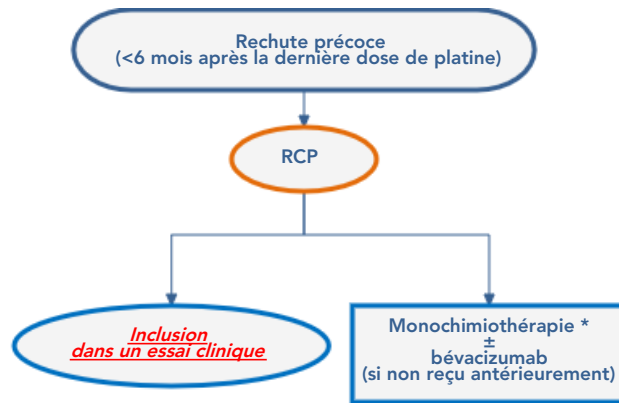 Rechute précoce
(<6 mois après la dernière dose de platine)
RCP
Inclusion
dans un essai clinique
Monochimiothérapie *
±
bévacizumab
(si non reçu antérieurement)